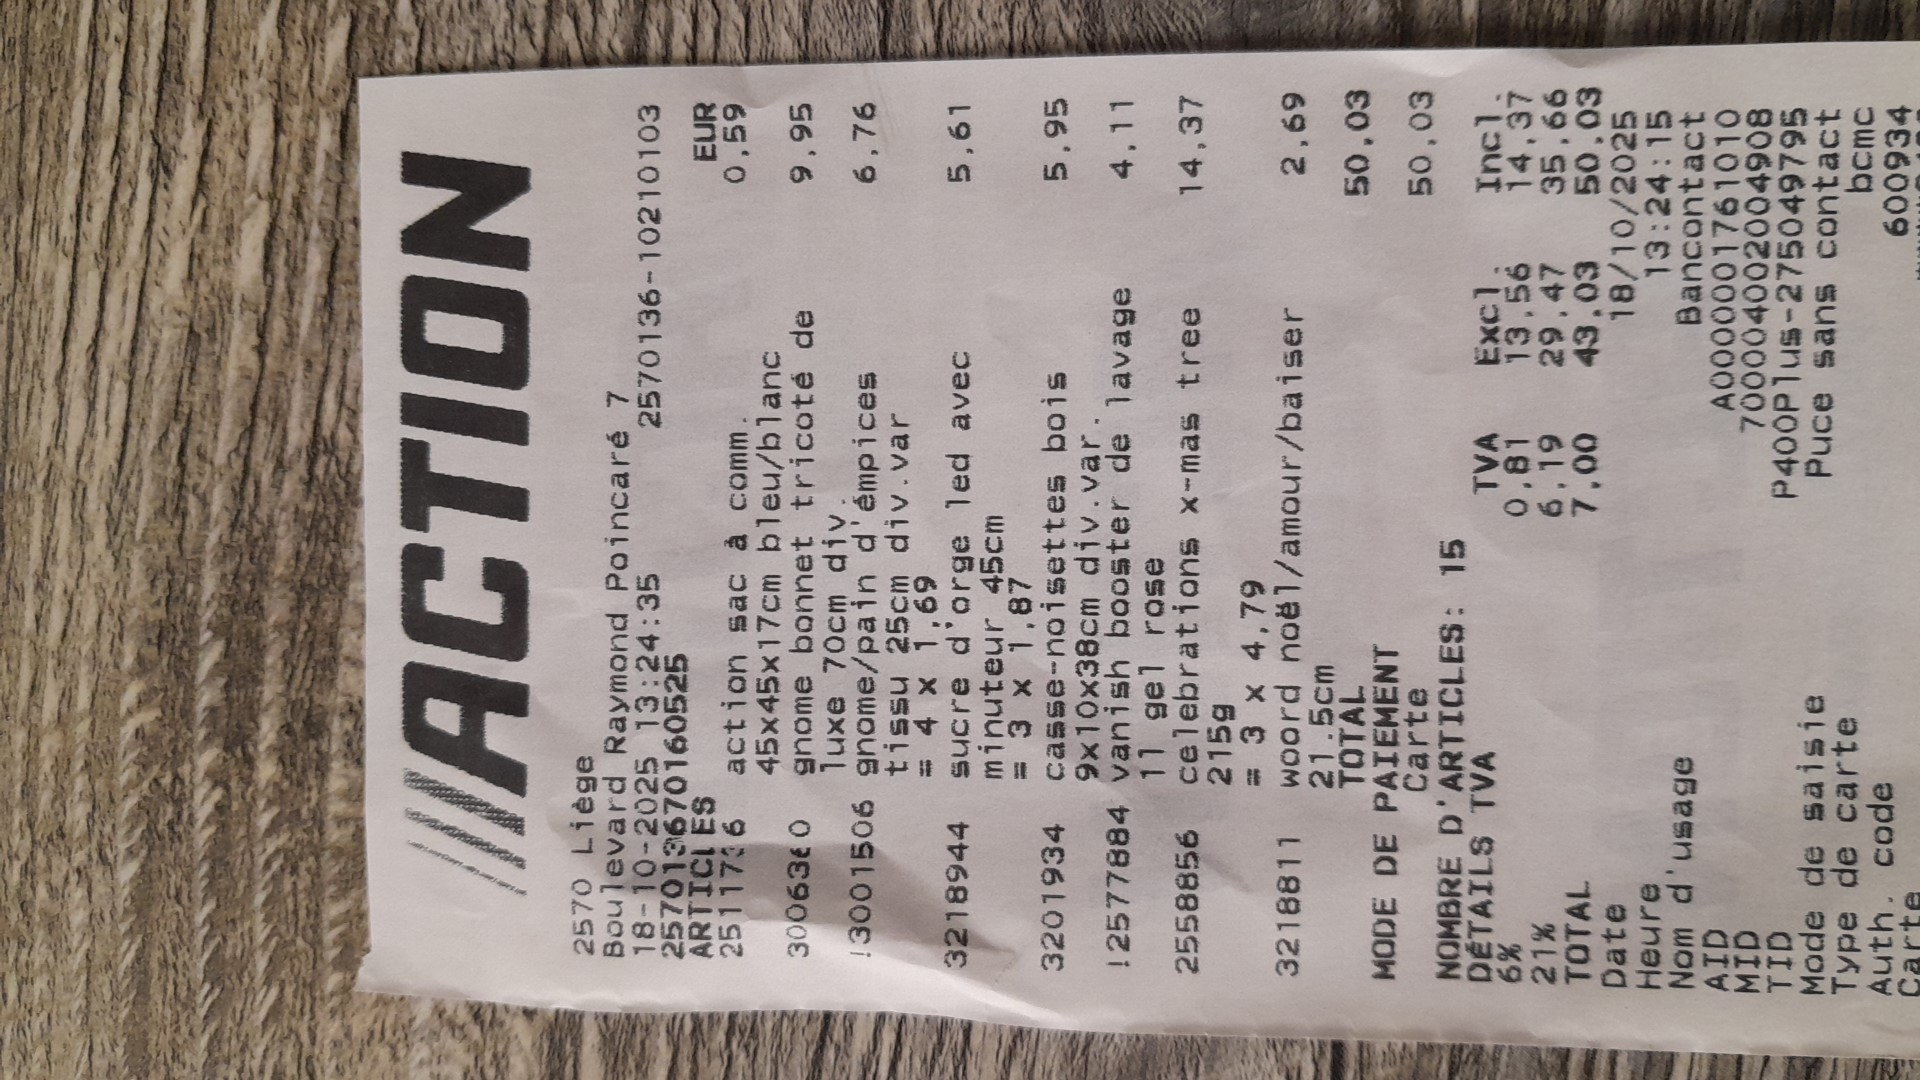 ACTION
2570 Liège
Boulevard Raymond Poincaré 7
18-10-2025 13:24:35 2570136-10210103
257013670160525
ARTICLES EUR
action sac à comm. 0,59
45x45x17cm bleu/blanc
gnome bonnet tricoté de 9,95
luxe 70cm div.
!3001506 gnome/pain d'émpices 6,76
tissu 25cm div.var
= 4 x 1,69
3218944 sucre d'orge led avec 5,61
minuteur 45cm
= 3 x 1,87
3201934 casse-noisettes bois 5,95
9x10x38cm div.var.
!2577884 vanish booster de lavage 4,11
1l gel rose
2558856 celebrations x-mas tree 14,37
215g
= 3 x 4,79
3218811 woord noël/amour/baiser 2,69
21.5cm
TOTAL 50,03
MODE DE PAIEMENT
Carte 50,03
NOMBRE D'ARTICLES: 15
DÉTAILS TVA TVA Excl. Incl.
6% 0,81 13,56 14,37
21% 6,19 29,47 35,66
TOTAL 7,00 43,03 50,03
Date 18/10/2025
Heure 13:24:15
Nom d'usage Bancontact
AID A0000001761010
MID 700004002004908
TID P400Plus-275049795
Mode de saisie Puce sans contact
Type de carte bcmc
Auth. code 600934
Carte